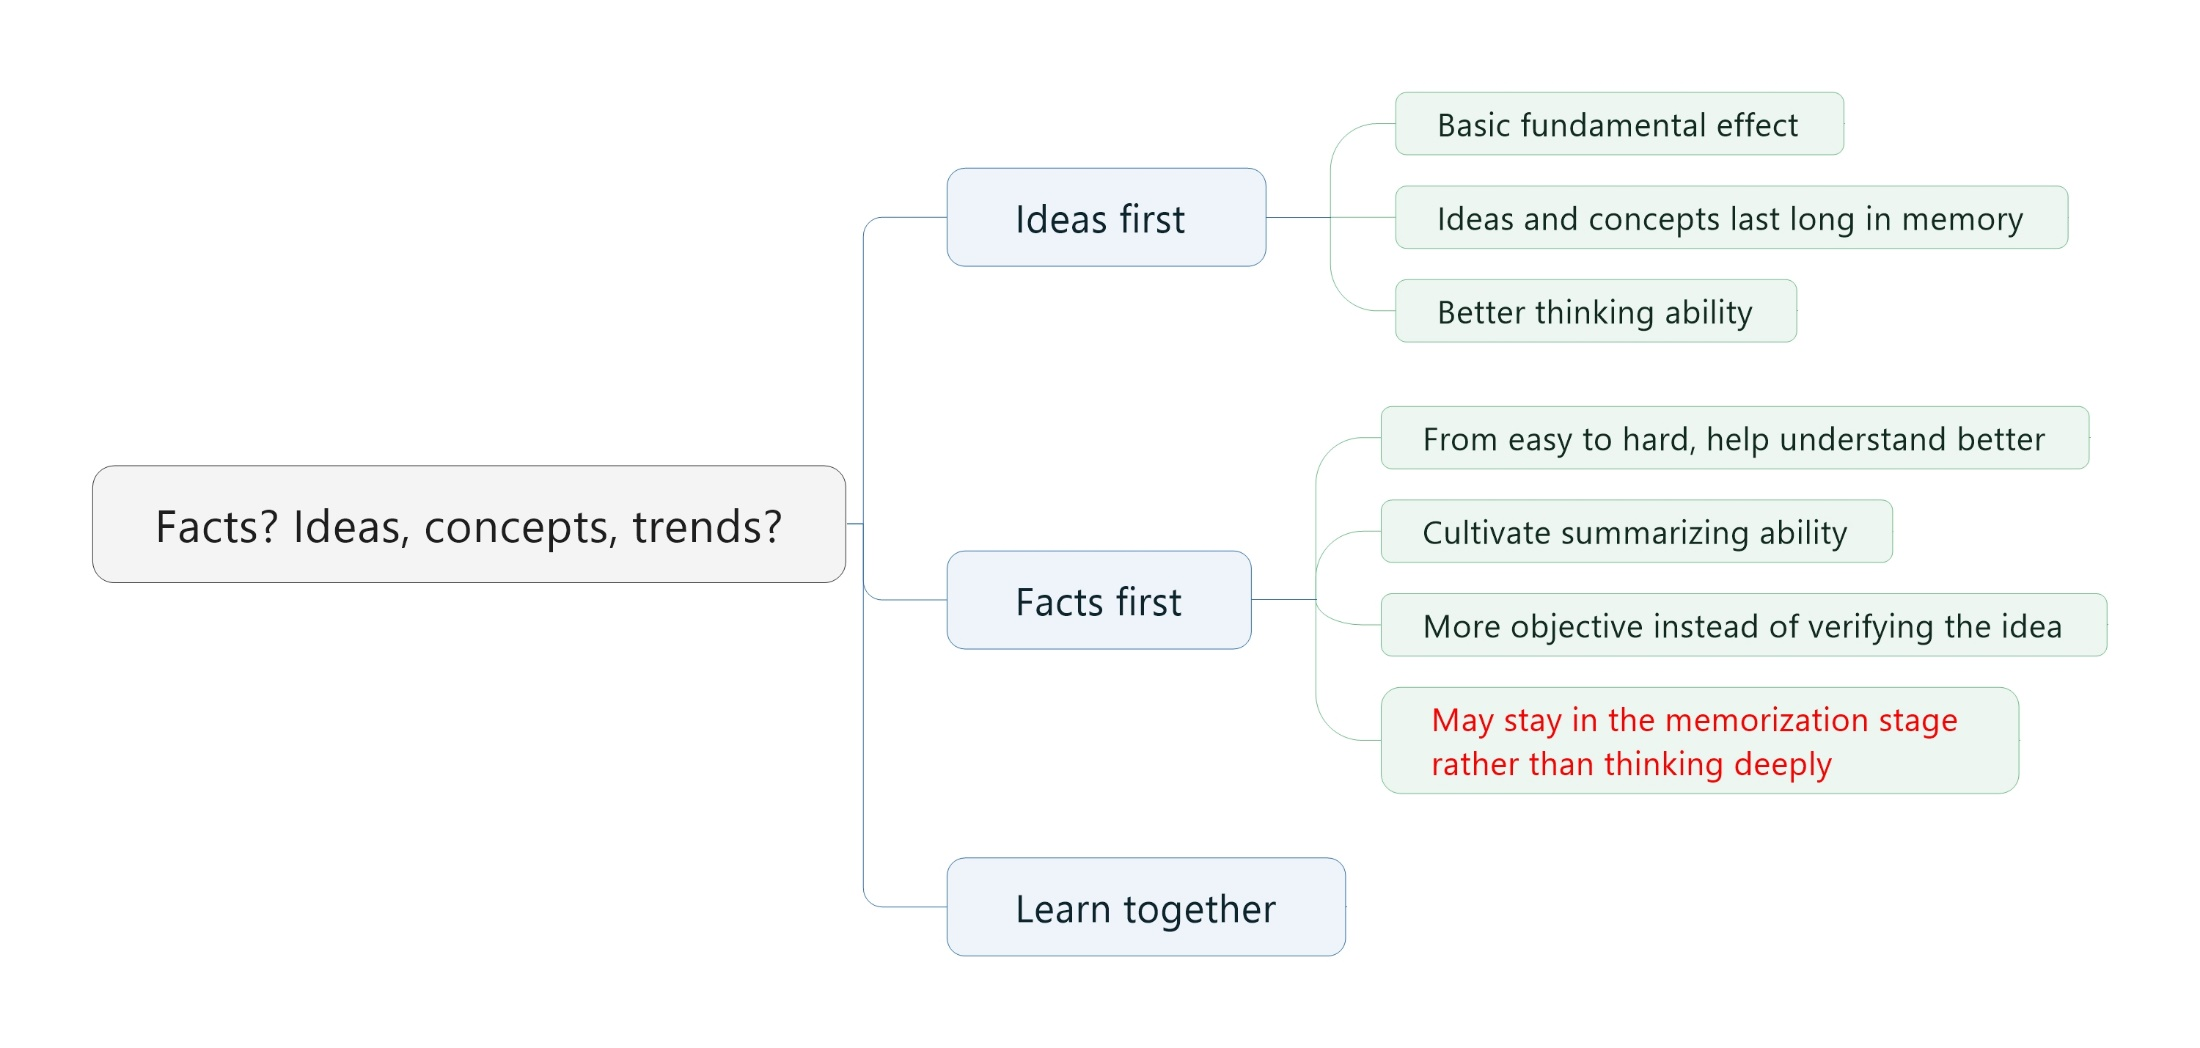 Facts? Ideas, concepts, trends?
Ideas first
Basic fundamental effect
Ideas and concepts last long in memory
Better thinking ability
Facts first
From easy to hard, help understand better
Cultivate summarizing ability
More objective instead of verifying the idea
May stay in the memorization stage
rather than thinking deeply
Learn together